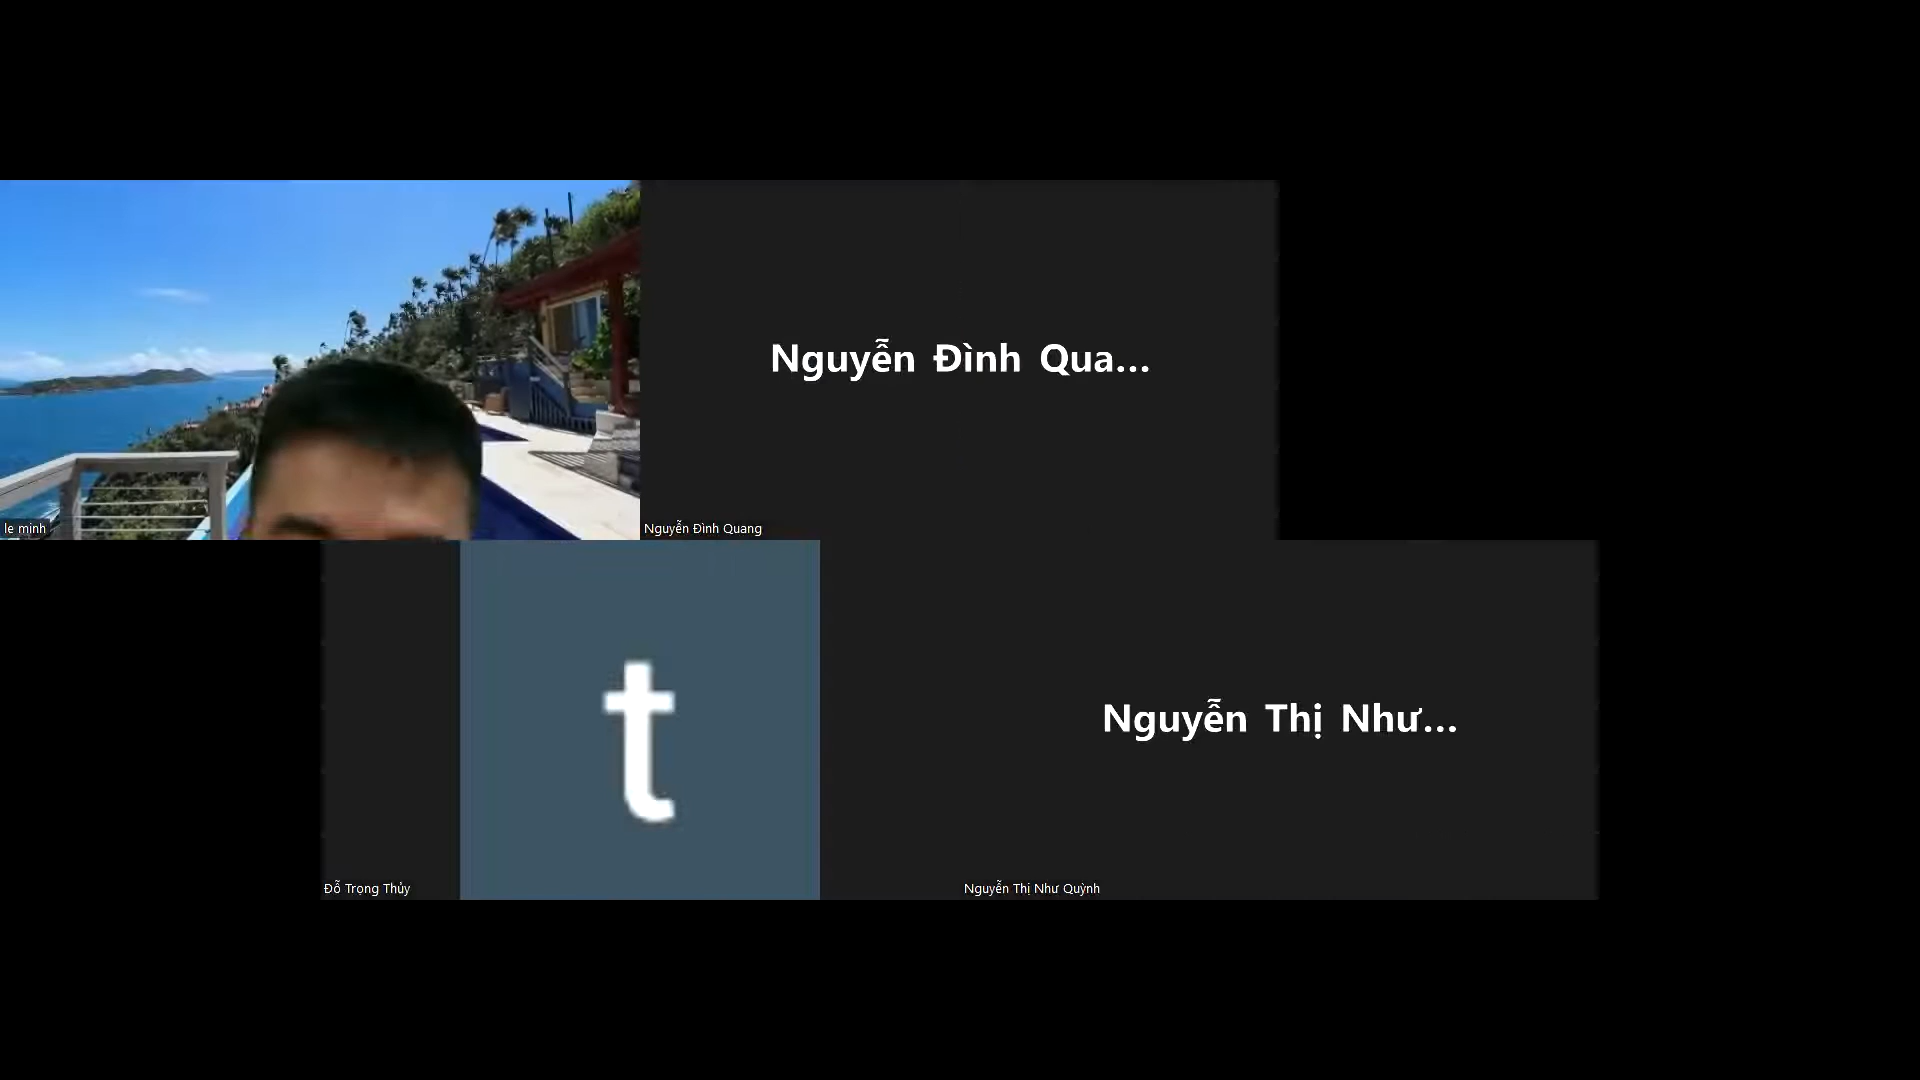 Nguyễn Đình Qua...
le minh
Nguyễn Đình Quang
t
Nguyễn Thị Như...
Đỗ Trọng Thủy
Nguyễn Thị Như Quỳnh